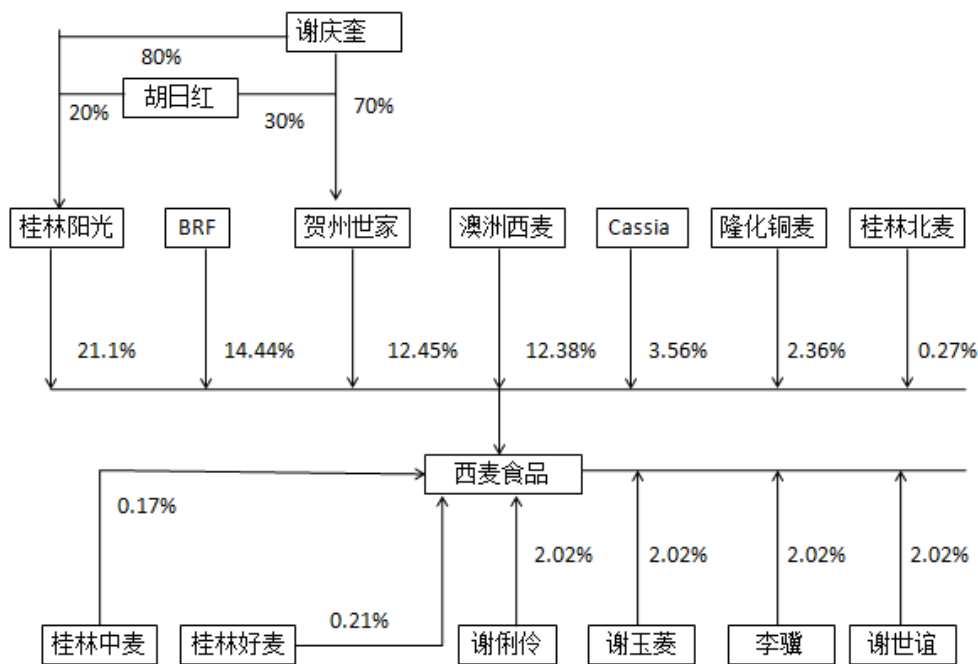 谢庆奎
80%
胡日红
20%
30%
70%
桂林阳光
BRF
贺州世家
澳洲西麦
Cassia
隆化铜麦
桂林北麦
21.1%
14.44%
12.45%
12.38%
3.56%
2.36%
0.27%
西麦食品
0.17%
2.02%
2.02%
2.02%
2.02%
0.21%
桂林中麦
桂林好麦
谢俐伶
谢玉菱
李骥
谢世谊